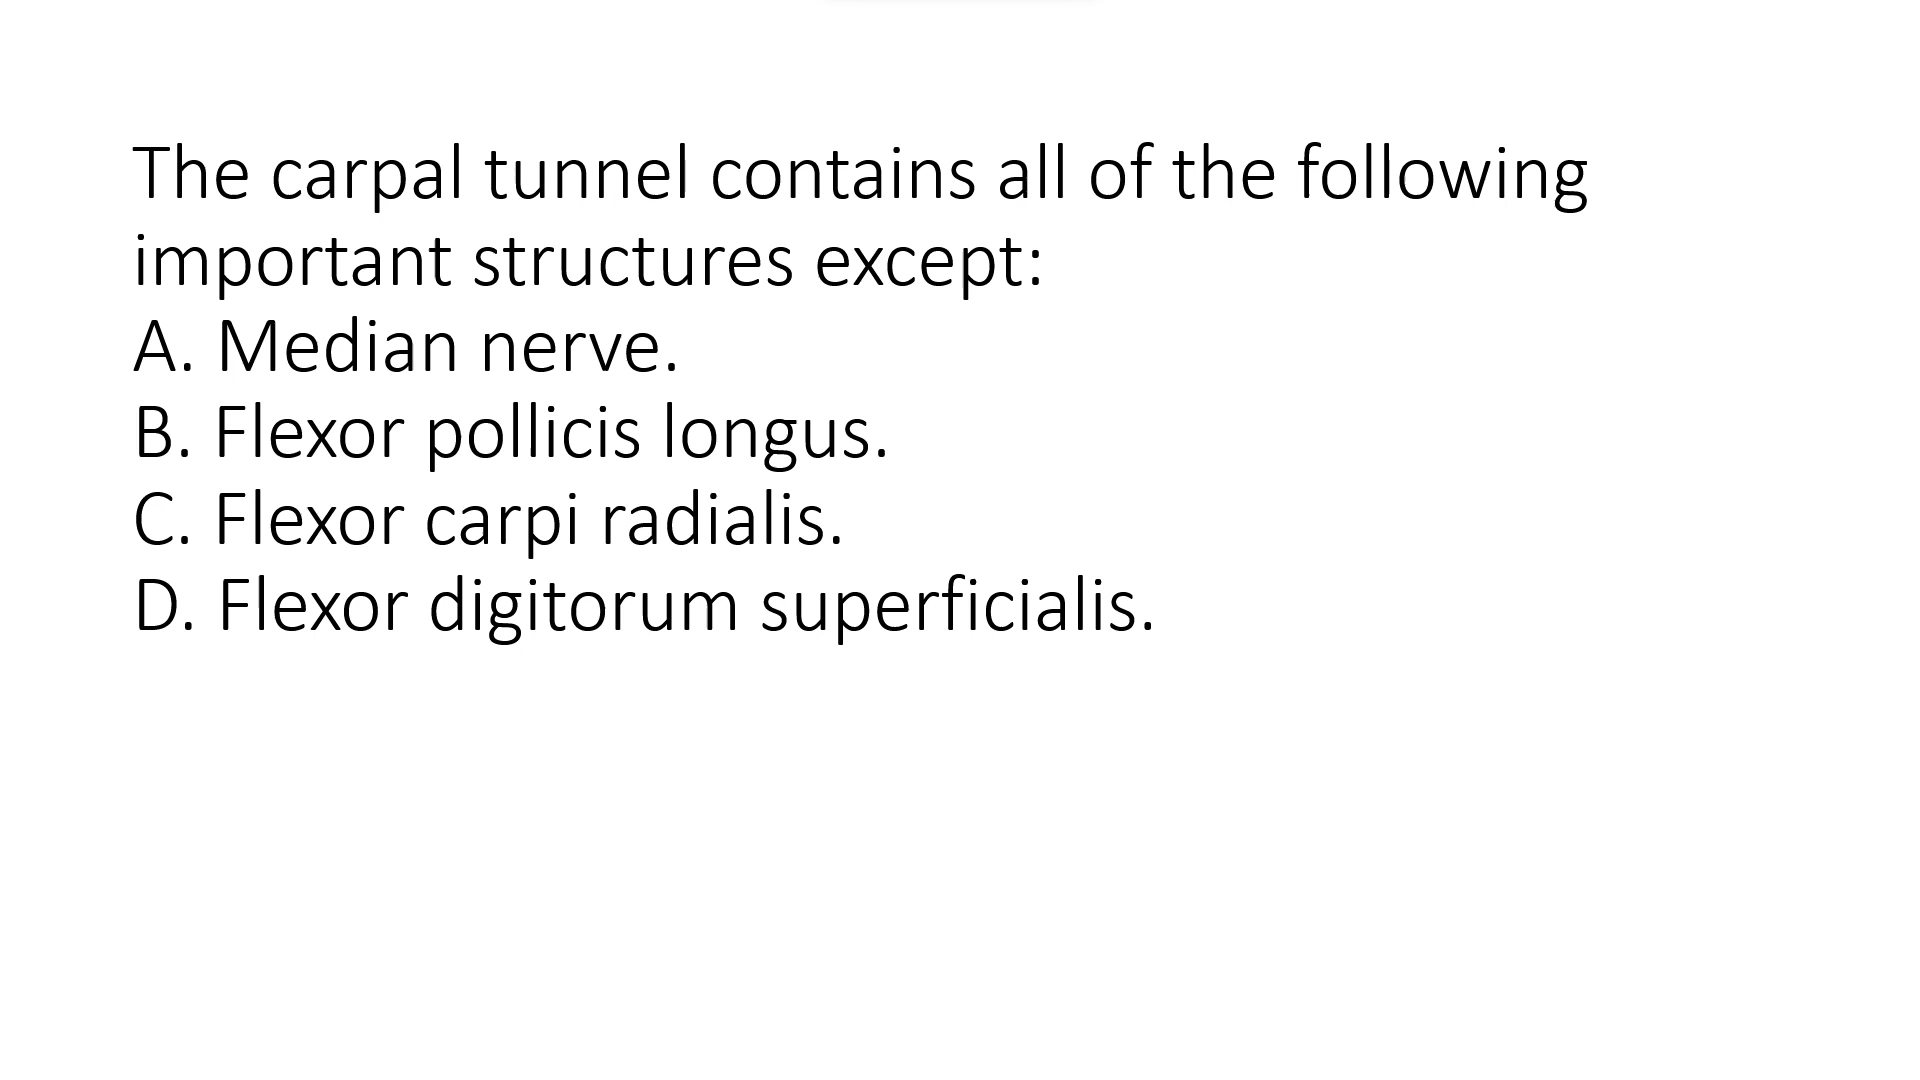 The carpal tunnel contains all of the following
important structures except:
A. Median nerve.
B. Flexor pollicis longus.
C. Flexor carpi radialis.
D. Flexor digitorum superficialis.